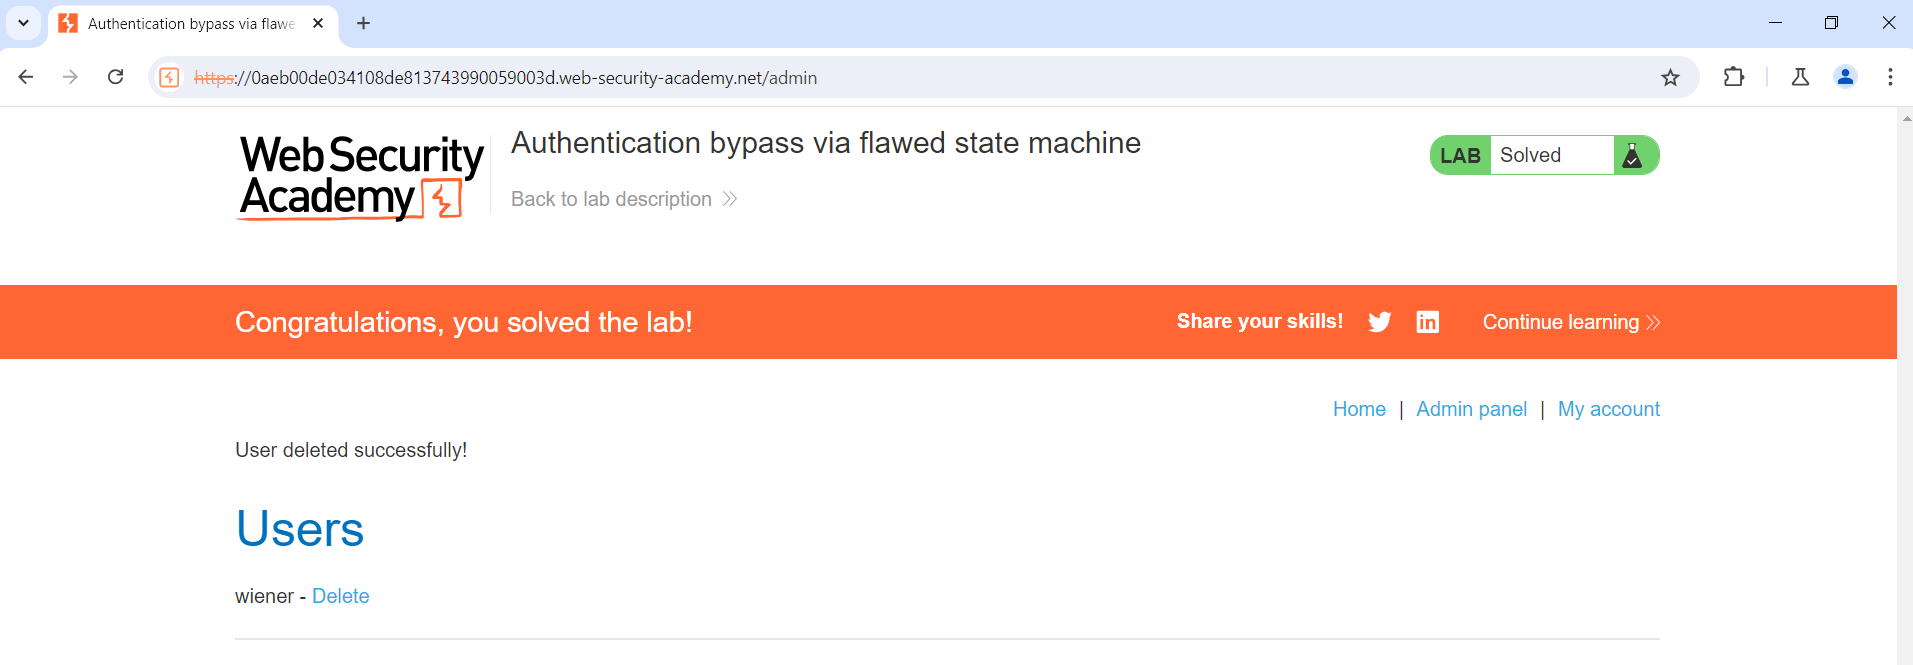 Authentication bypass via flawe
https://0aeb00de034108de813743990059003d.web-security-academy.net/admin
Web Security
Academy
Authentication bypass via flawed state machine
Back to lab description
LAB Solved
Congratulations, you solved the lab!
Share your skills!
Continue learning
Home | Admin panel | My account
User deleted successfully!
Users
wiener - Delete